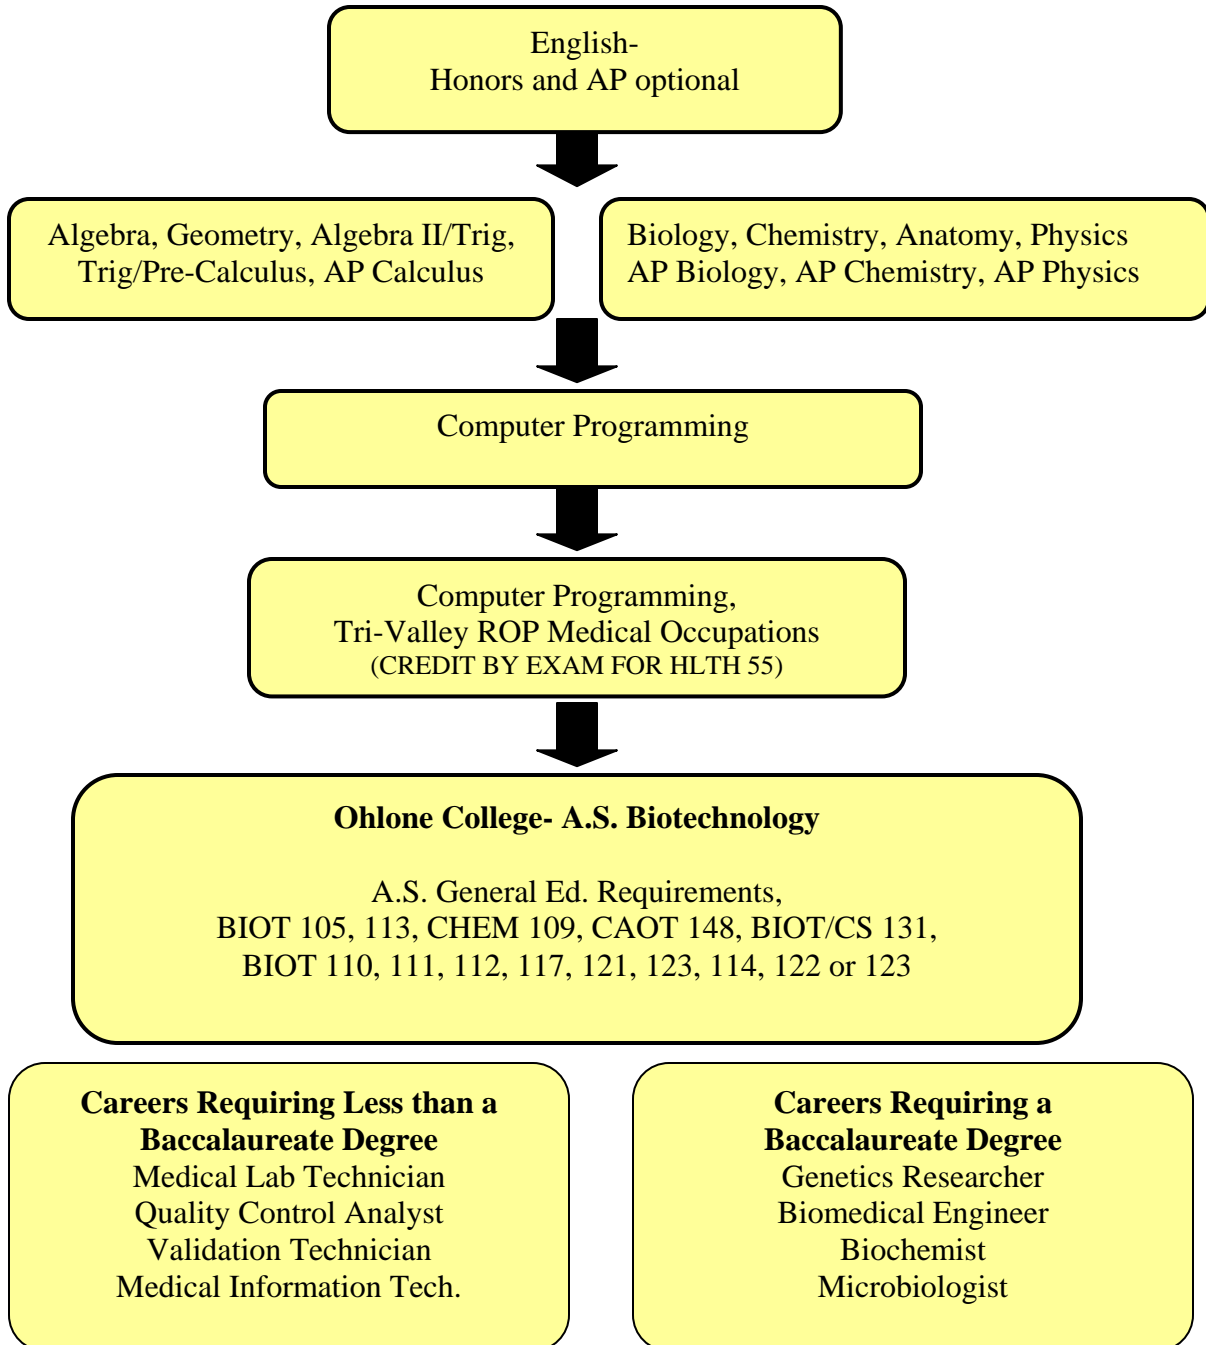 English-
Honors and AP optional
Algebra, Geometry, Algebra II/Trig,
Trig/Pre-Calculus, AP Calculus
Biology, Chemistry, Anatomy, Physics
AP Biology, AP Chemistry, AP Physics
Computer Programming
Computer Programming,
Tri-Valley ROP Medical Occupations
(CREDIT BY EXAM FOR HLTH 55)
Ohlone College- A.S. Biotechnology
A.S. General Ed. Requirements,
BIOT 105, 113, CHEM 109, CAOT 148, BIOT/CS 131,
BIOT 110, 111, 112, 117, 121, 123, 114, 122 or 123
Careers Requiring Less than a
Baccalaureate Degree
Medical Lab Technician
Quality Control Analyst
Validation Technician
Medical Information Tech.
Careers Requiring a
Baccalaureate Degree
Genetics Researcher
Biomedical Engineer
Biochemist
Microbiologist